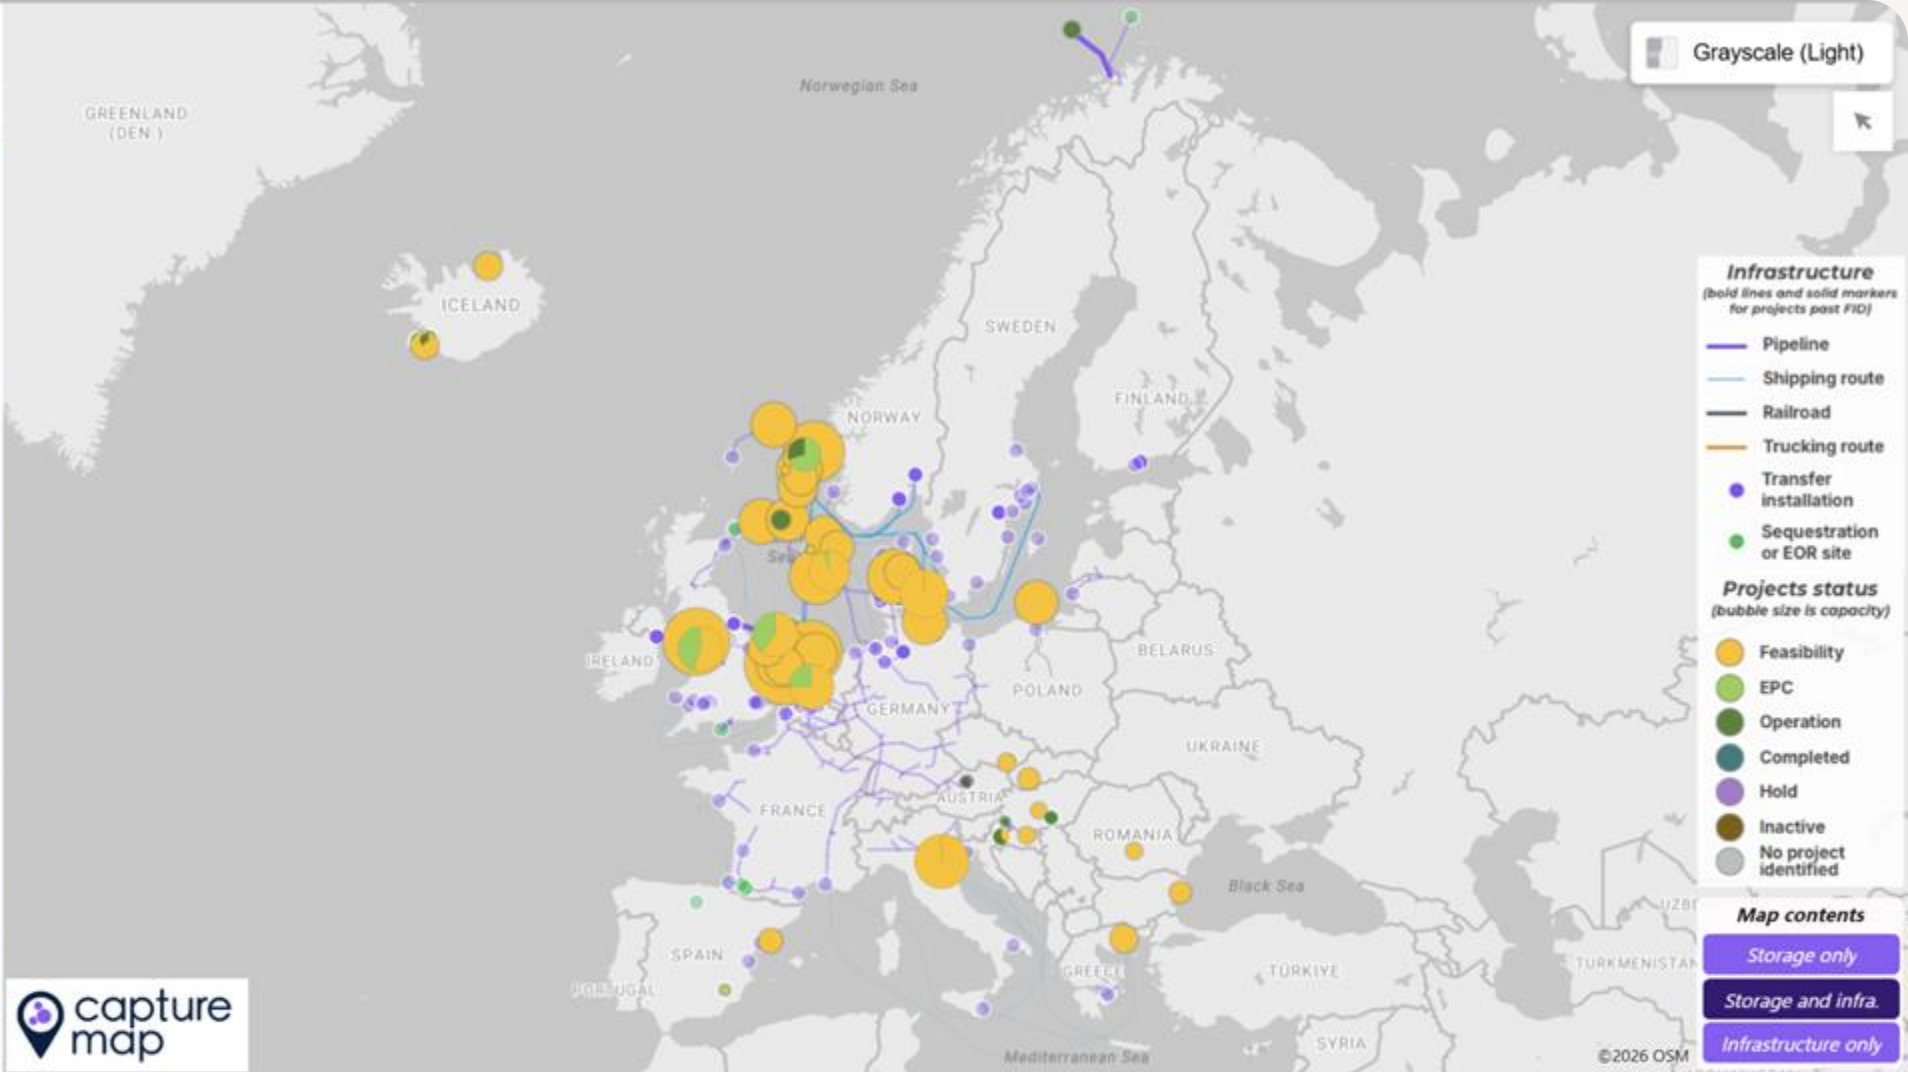 Norwegian Sea
Grayscale (Light)
GREENLAND
(DEN.)
ICELAND
SWEDEN
FINLAND
NORWAY
IRELAND
BELARUS
POLAND
GERMANY
UKRAINE
AUSTRIA
FRANCE
ROMANIA
Black Sea
SPAIN
GREECE
TÜRKIYE
TURKMENISTAN
PORTUGAL
SYRIA
Mediterranean Sea
Infrastructure
(bold lines and solid markers
for projects past FID)
Pipeline
Shipping route
Railroad
Trucking route
Transfer
installation
Sequestration
or EOR site
Projects status
(bubble size is capacity)
Feasibility
EPC
Operation
Completed
Hold
Inactive
No project
identified
Map contents
Storage only
Storage and infra.
Infrastructure only
©2026 OSM
capture
map